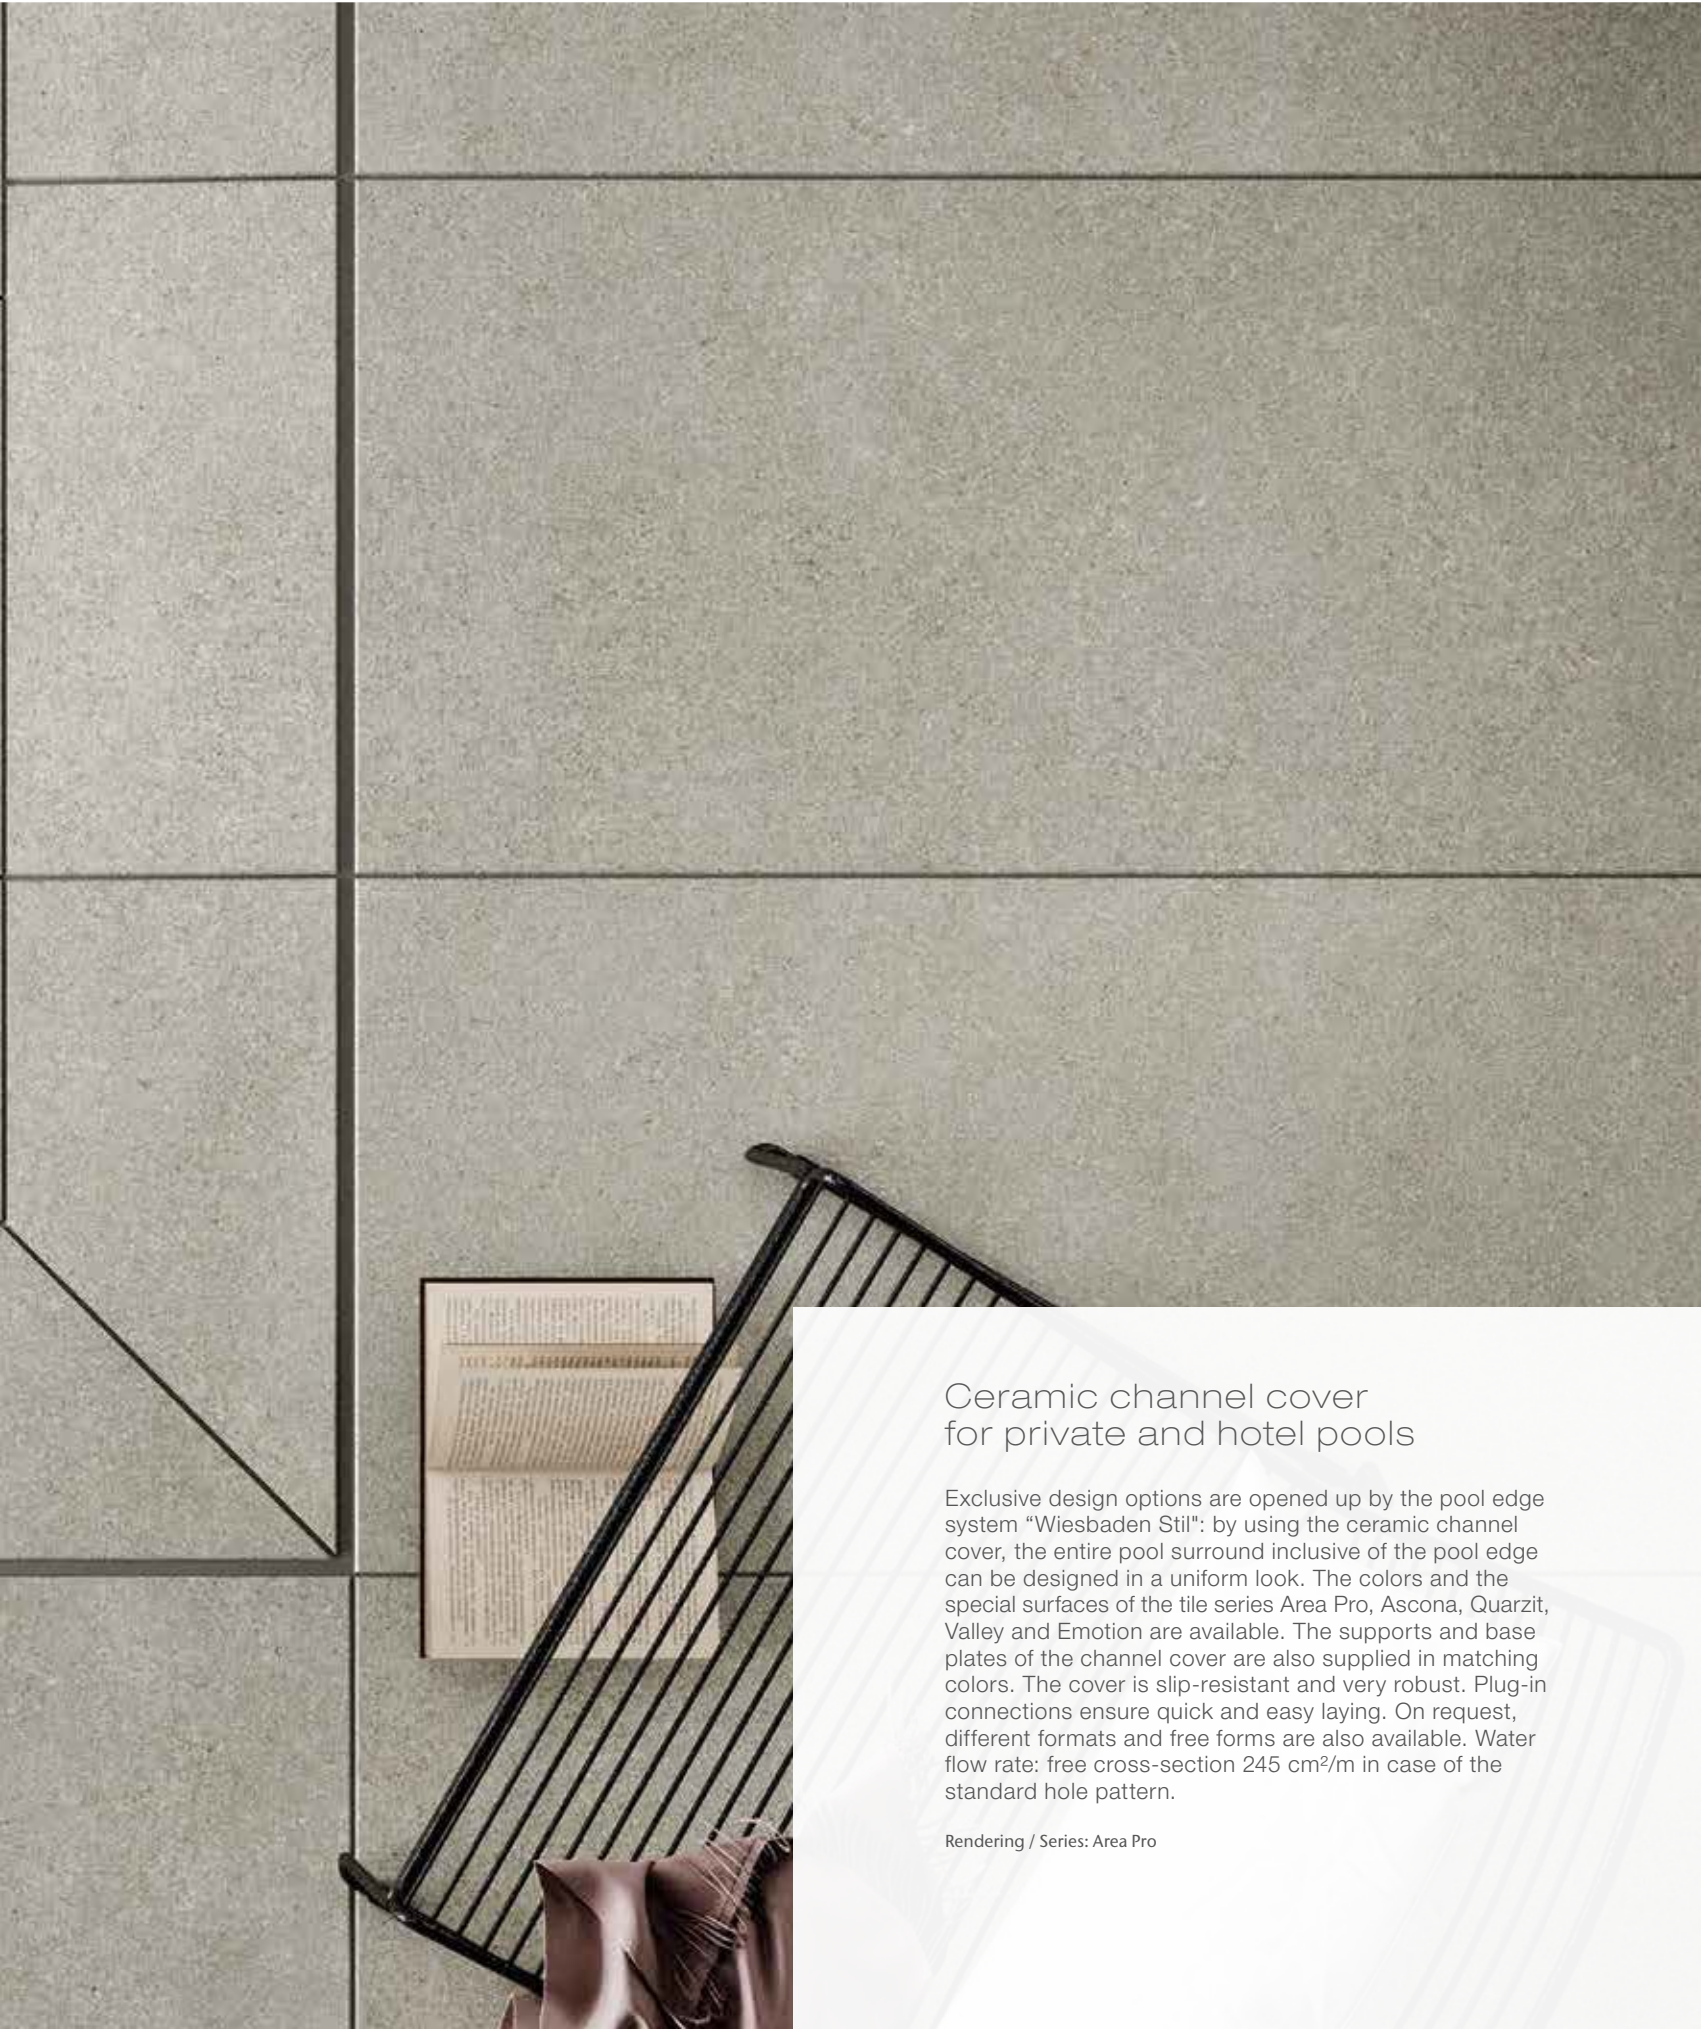 Ceramic channel cover
for private and hotel pools
Exclusive design options are opened up by the pool edge
system “Wiesbaden Stil": by using the ceramic channel
cover, the entire pool surround inclusive of the pool edge
can be designed in a uniform look. The colors and the
special surfaces of the tile series Area Pro, Ascona, Quarzit,
Valley and Emotion are available. The supports and base
plates of the channel cover are also supplied in matching
colors. The cover is slip-resistant and very robust. Plug-in
connections ensure quick and easy laying. On request,
different formats and free forms are also available. Water
flow rate: free cross-section 245 cm²/m in case of the
standard hole pattern.
Rendering / Series: Area Pro